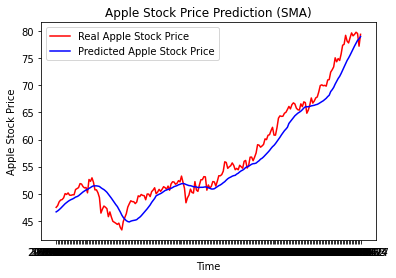 Apple Stock Price Prediction (SMA)
Real Apple Stock Price
Predicted Apple Stock Price
80
75
70
65
60
55
50
45
Apple Stock Price
Time